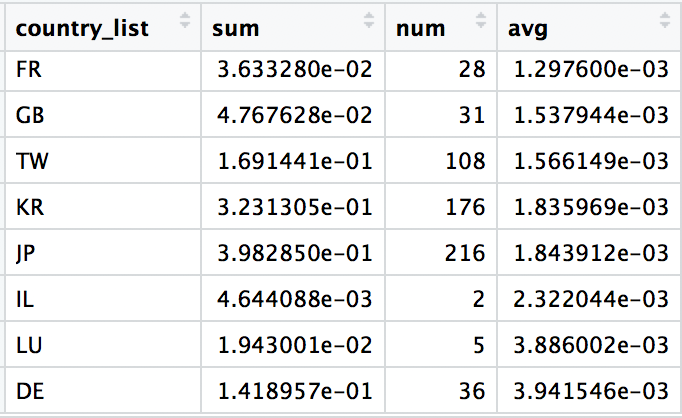 country_list sum num avg
FR 3.633280e-02 28 1.297600e-03
GB 4.767628e-02 31 1.537944e-03
TW 1.691441e-01 108 1.566149e-03
KR 3.231305e-01 176 1.835969e-03
JP 3.982850e-01 216 1.843912e-03
IL 4.644088e-03 2 2.322044e-03
LU 1.943001e-02 5 3.886002e-03
DE 1.418957e-01 36 3.941546e-03